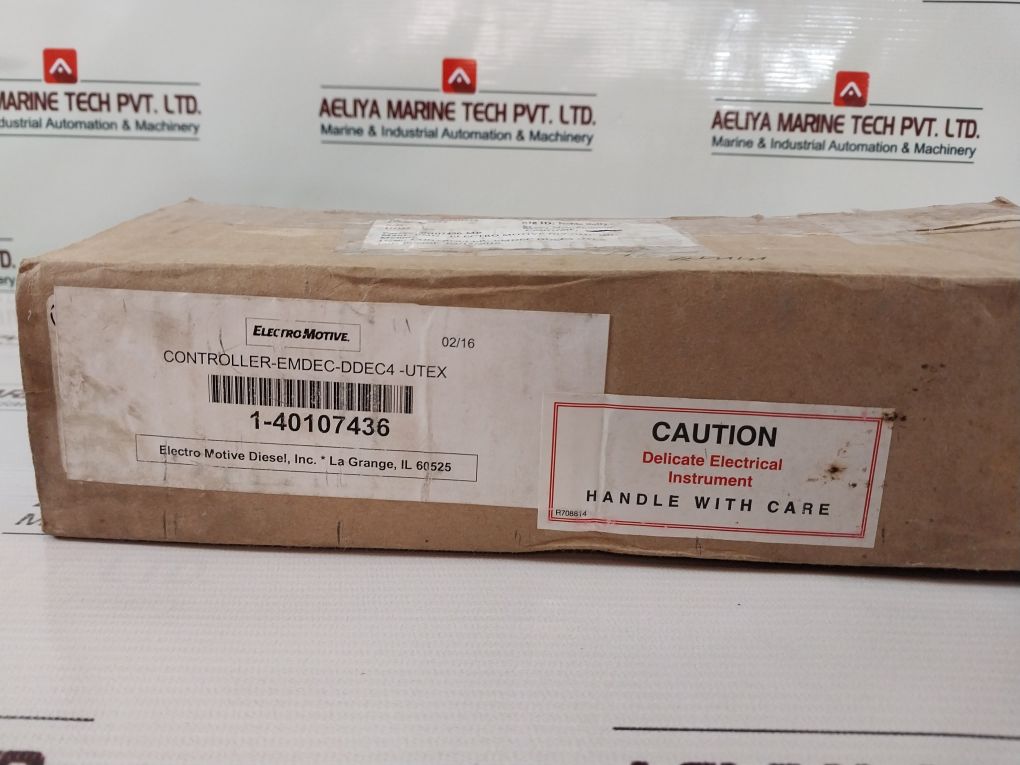 MARINE TECH PVT. LTD.
Industrial Automation & Machinery
AELIYA MARINE TECH PVT. LTD.
Marine & Industrial Automation & Machinery
AELIYA MARINE TECH PVT. LTD.
Marine & Industrial Automation & Machinery
ELECTRO-MOTIVE.
02/16
CONTROLLER-EMDEC-DDEC4 -UTEX
1-40107436
Electro Motive Diesel, Inc. * La Grange, IL 60525
CAUTION
Delicate Electrical
Instrument
HANDLE WITH CARE
R708814